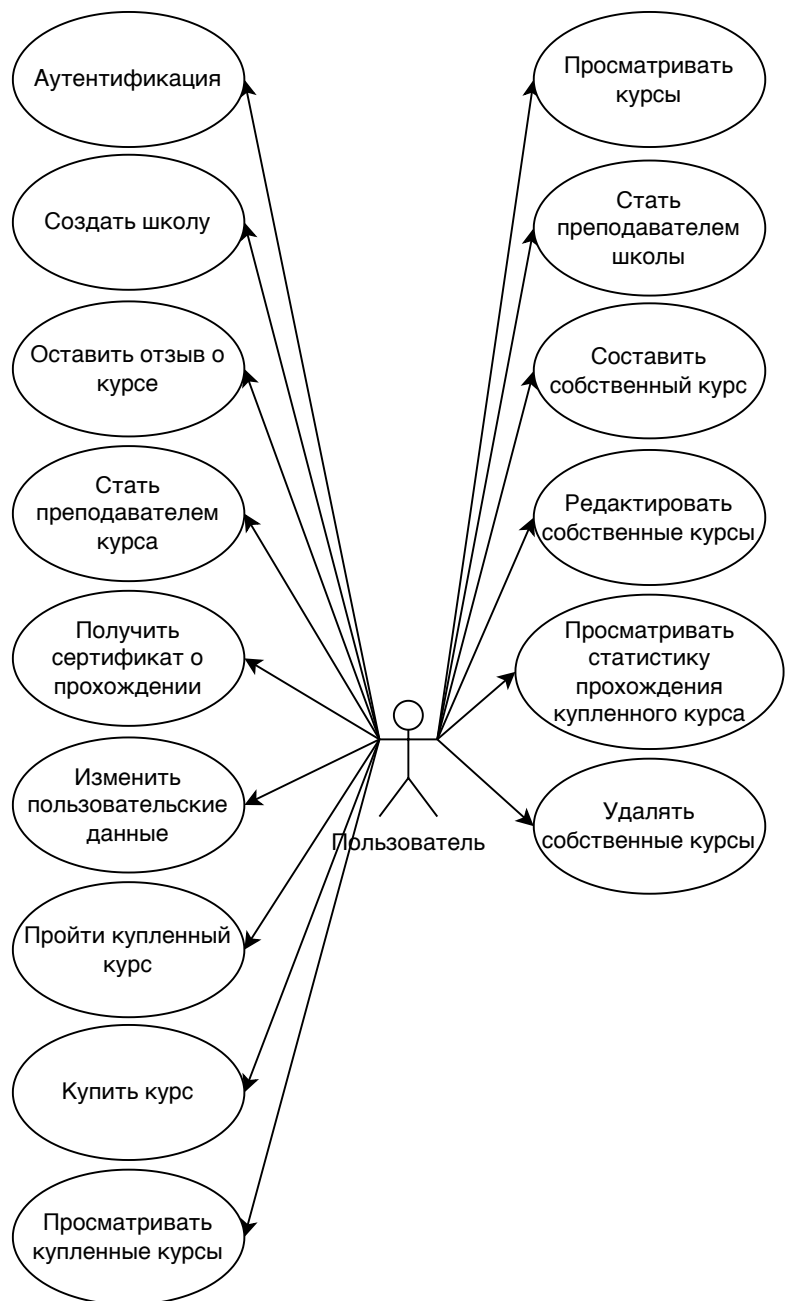 Аутентификация
Создать школу
Оставить отзыв о
курсе
Стать
преподавателем
курса
Получить
сертификат о
прохождении
Изменить
пользовательские
данные
Пройти купленный
курс
Купить курс
Просматривать
купленные курсы
Пользователь
Просматривать
курсы
Стать
преподавателем
школы
Составить
собственный курс
Редактировать
собственные курсы
Просматривать
статистику
прохождения
купленного курса
Удалять
собственные курсы